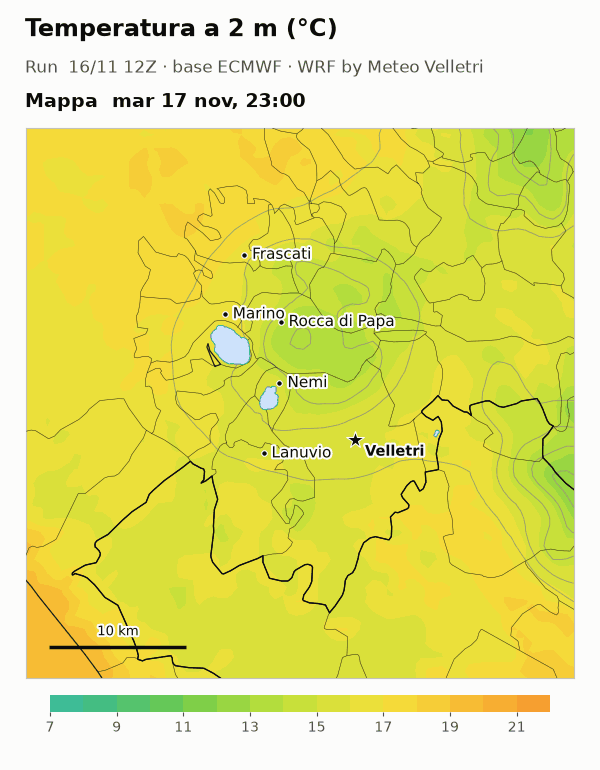 Temperatura a 2 m (°C)
Run  16/11 12Z · base ECMWF · WRF by Meteo Velletri
Mappa  mar 17 nov, 23:00
Frascati
Marino
Rocca di Papa
Nemi
Velletri
Lanuvio
10 km
7 9 11 13 15 17 19 21